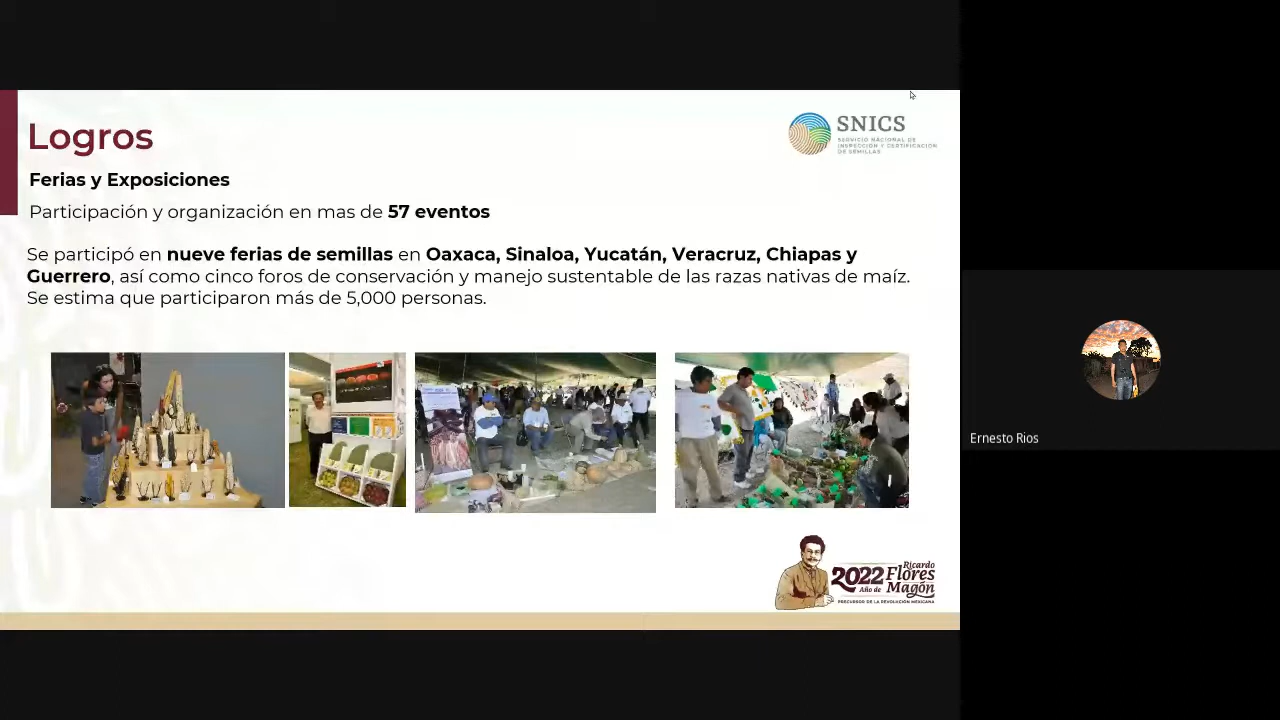 Logros
SNICS
SERVICIO NACIONAL DE
INSPECCIÓN Y CERTIFICACIÓN
DE SEMILLAS
Ferias y Exposiciones
Participación y organización en mas de 57 eventos
Se participó en nueve ferias de semillas en Oaxaca, Sinaloa, Yucatán, Veracruz, Chiapas y
Guerrero, así como cinco foros de conservación y manejo sustentable de las razas nativas de maíz.
Se estima que participaron más de 5,000 personas.
Ernesto Rios
2022 Ricardo
Año de Flores
Magón
PRECURSOR DE LA REVOLUCIÓN MEXICANA